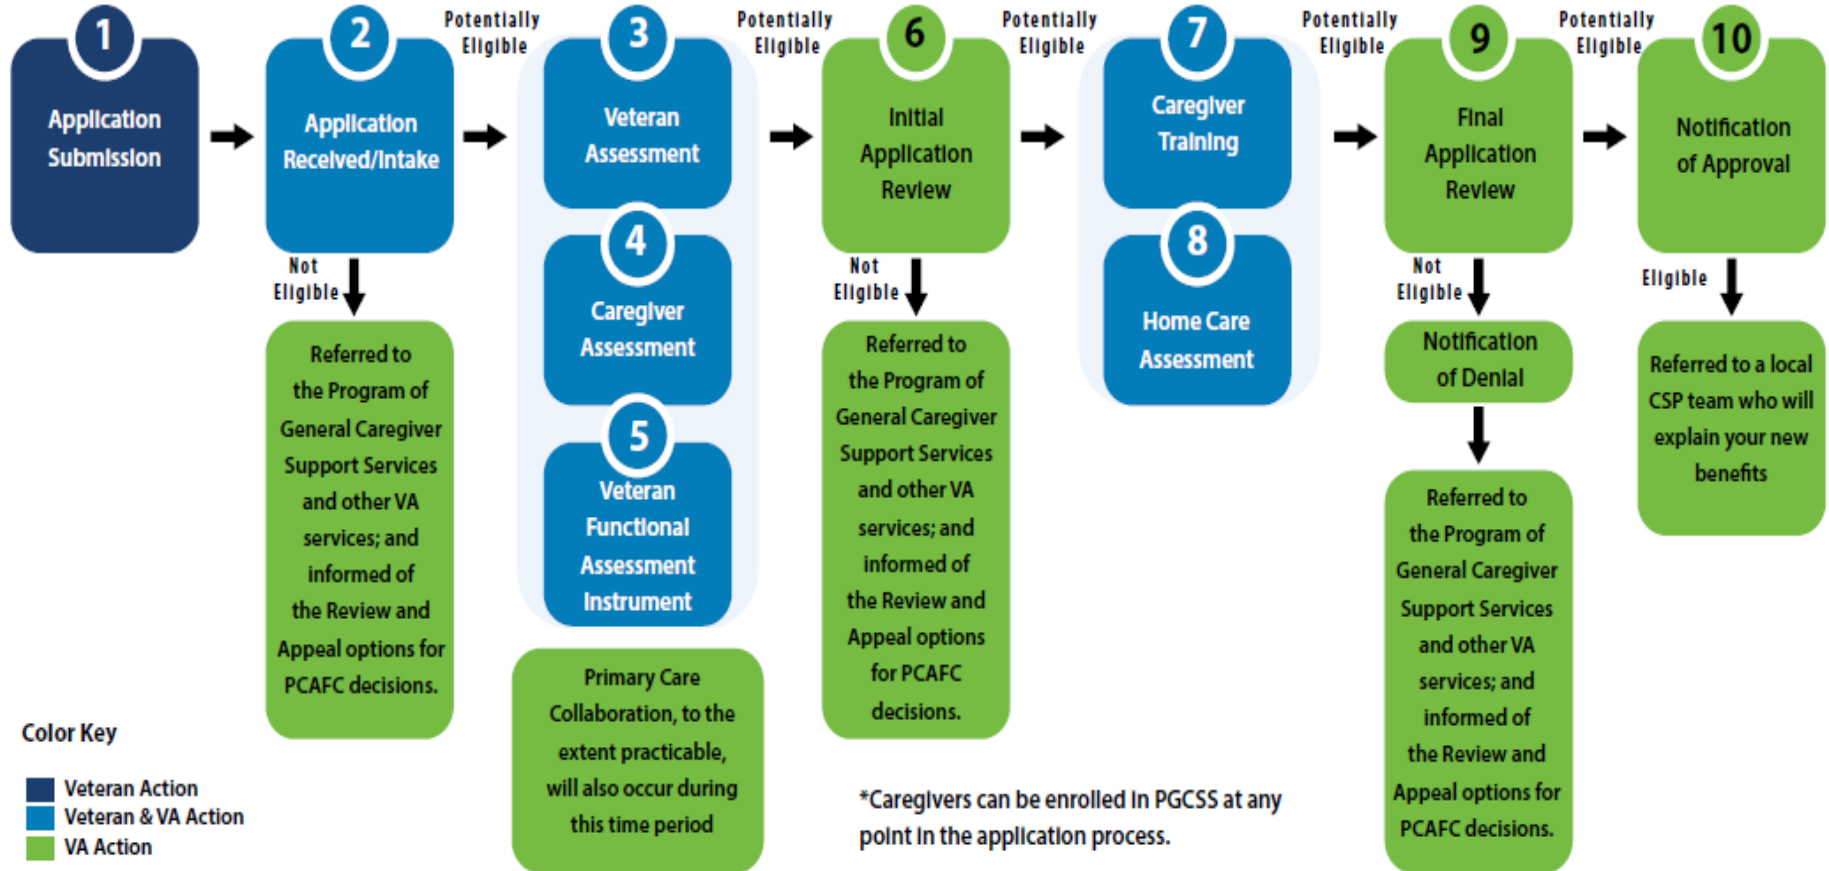 1
Application
Submission
2
Application
Received/Intake
Potentially
Eligible
Not
Eligible
Referred to
the Program of
General Caregiver
Support Services
and other VA
services; and
informed of
the Review and
Appeal options for
PCAFC decisions.
3
Veteran
Assessment
4
Caregiver
Assessment
5
Veteran
Functional
Assessment
Instrument
Primary Care
Collaboration, to the
extent practicable,
will also occur during
this time period
Potentially
Eligible
6
Initial
Application
Review
Not
Eligible
Referred to
the Program of
General Caregiver
Support Services
and other VA
services; and
informed of
the Review and
Appeal options
for PCAFC
decisions.
Potentially
Eligible
7
Caregiver
Training
8
Home Care
Assessment
Potentially
Eligible
9
Final
Application
Review
Not
Eligible
Notification
of Denial
Referred to
the Program of
General Caregiver
Support Services
and other VA
services; and
informed of
the Review and
Appeal options for
PCAFC decisions.
Potentially
Eligible
10
Notification
of Approval
Eligible
Referred to a local
CSP team who will
explain your new
benefits
Color Key
Veteran Action
Veteran & VA Action
VA Action
*Caregivers can be enrolled in PGCSS at any
point in the application process.